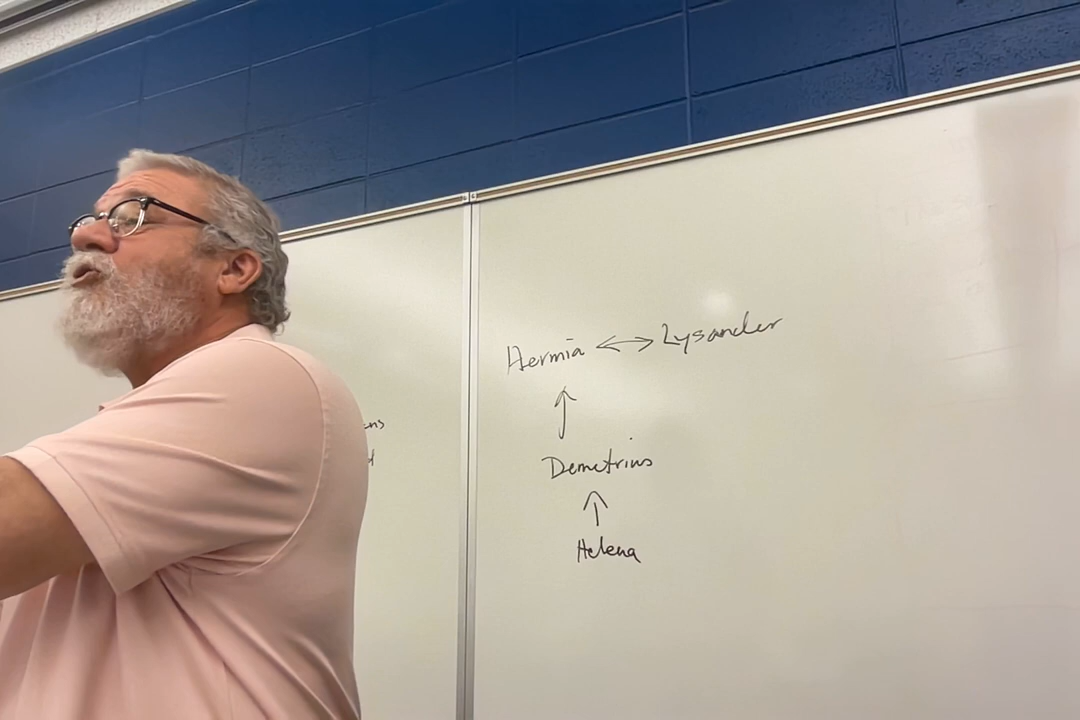 Hermia ↔ Lysander
↑
Demetrius
↑
Helena